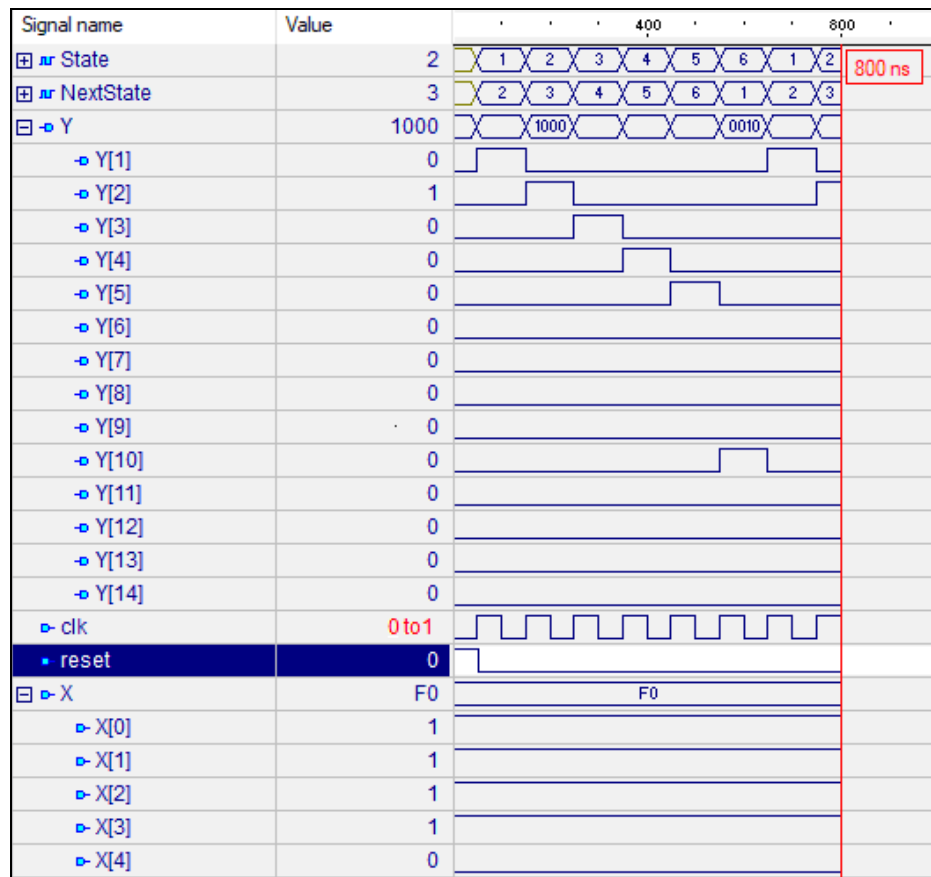 Signal name Value 400 800
State 2 1 2 3 4 5 6 1 2
800 ns
NextState 3 2 3 4 5 6 1 2 3
Y 1000 1000 0010
Y[1] 0
Y[2] 1
Y[3] 0
Y[4] 0
Y[5] 0
Y[6] 0
Y[7] 0
Y[8] 0
Y[9] 0
Y[10] 0
Y[11] 0
Y[12] 0
Y[13] 0
Y[14] 0
clk 0 to 1
reset 0
X F0 F0
X[0] 1
X[1] 1
X[2] 1
X[3] 1
X[4] 0